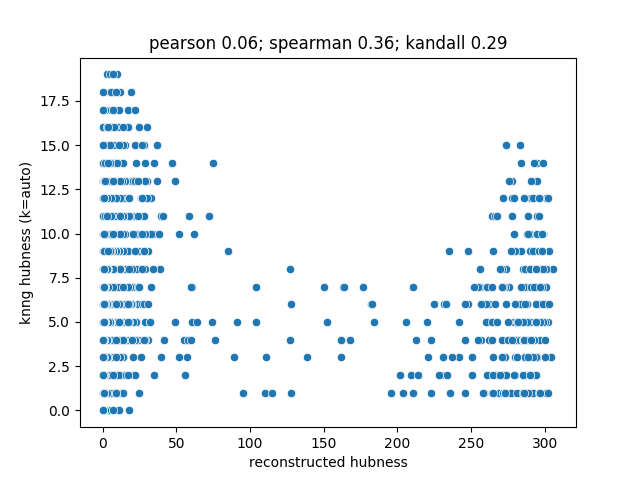 pearson 0.06; spearman 0.36; kandall 0.29
17.5
15.0
12.5
10.0
7.5
5.0
2.5
0.0
knng hubness (k=auto)
0 50 100 150 200 250 300
reconstructed hubness